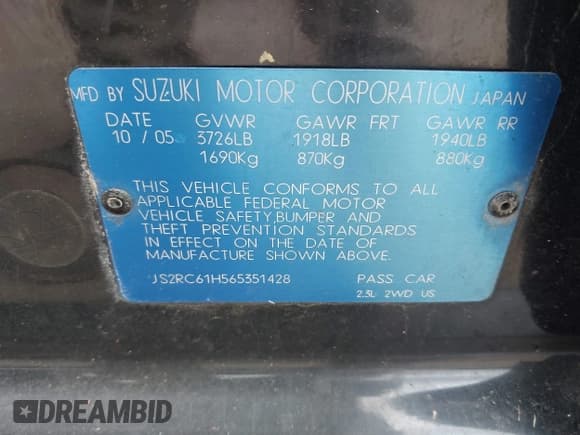 MFD BY SUZUKI MOTOR CORPORATION JAPAN
DATE GVWR GAWR FRT GAWR RR
10 / 05 3726LB 1918LB 1940LB
1690Kg 870Kg 880Kg
THIS VEHICLE CONFORMS TO ALL
APPLICABLE FEDERAL MOTOR
VEHICLE SAFETY,BUMPER AND
THEFT PREVENTION STANDARDS
IN EFFECT ON THE DATE OF
MANUFACTURE SHOWN ABOVE.
JS2RC61H565351428 PASS CAR
2.3L 2WD US
DREAMBID